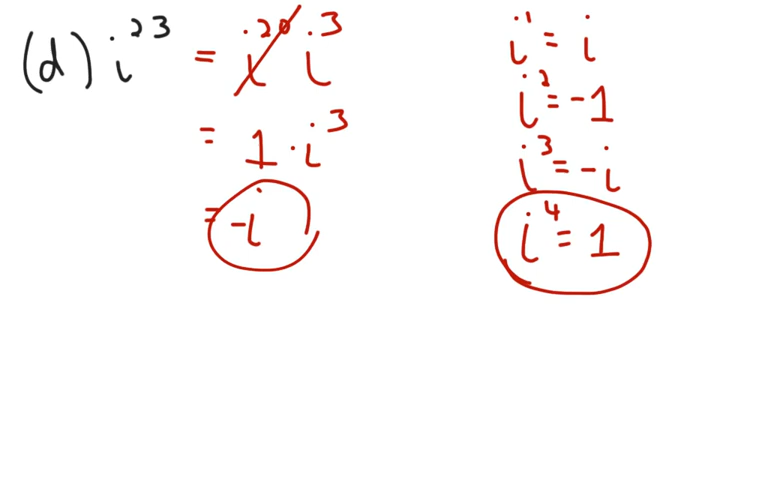 (d) i²³ = i²⁰ i³
= 1 · i³
= -i
i¹ = i
i² = -1
i³ = -i
i⁴ = 1